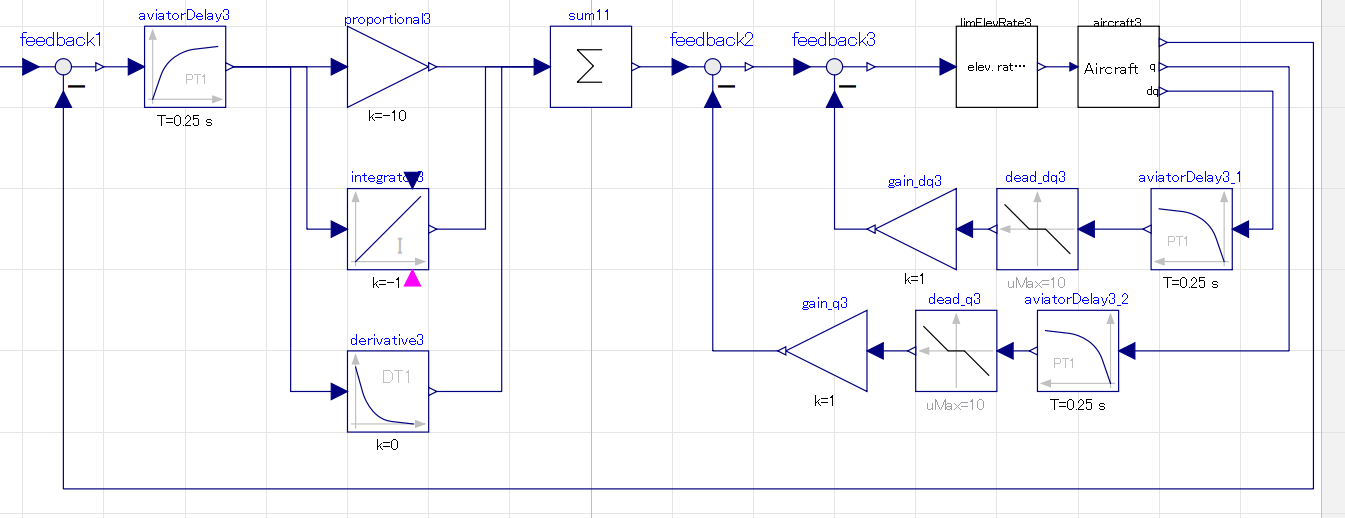 aviatorDelay3
proportional3
sum11
limElevRate3
aircraft3
feedback1
feedback2
feedback3
PT1
Σ
elev. rat···
Aircraft
q
dq
T=0.25 s
k=-10
integrator3
gain_dq3
dead_dq3
aviatorDelay3_1
I
PT1
k=-1
k=1
uMax=10
T=0.25 s
gain_q3
dead_q3
aviatorDelay3_2
derivative3
DT1
PT1
k=1
uMax=10
T=0.25 s
k=0